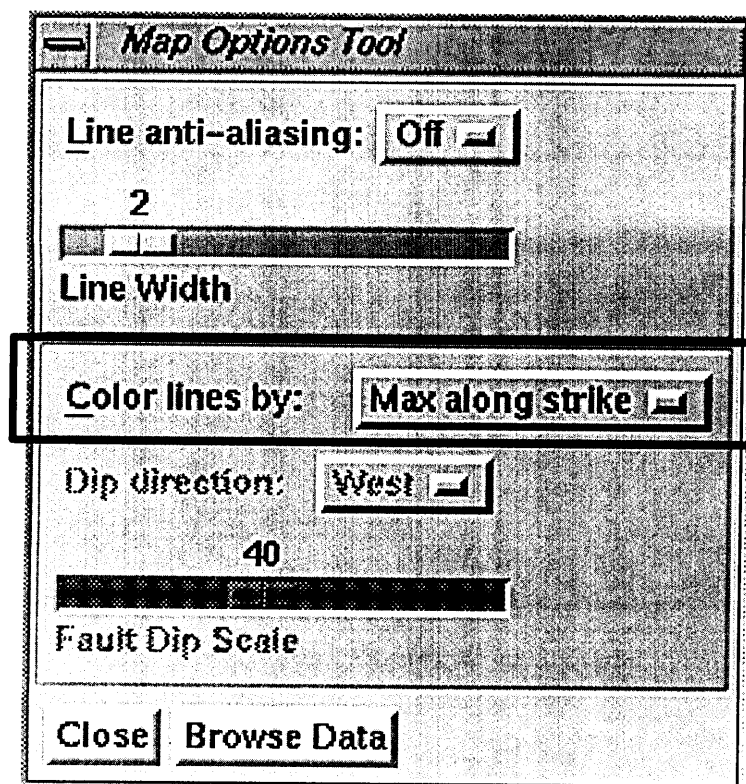 Map Options Tool
Line anti-aliasing: Off
2
Line Width
Color lines by: Max along strike
Dip direction: West
40
Fault Dip Scale
Close Browse Data